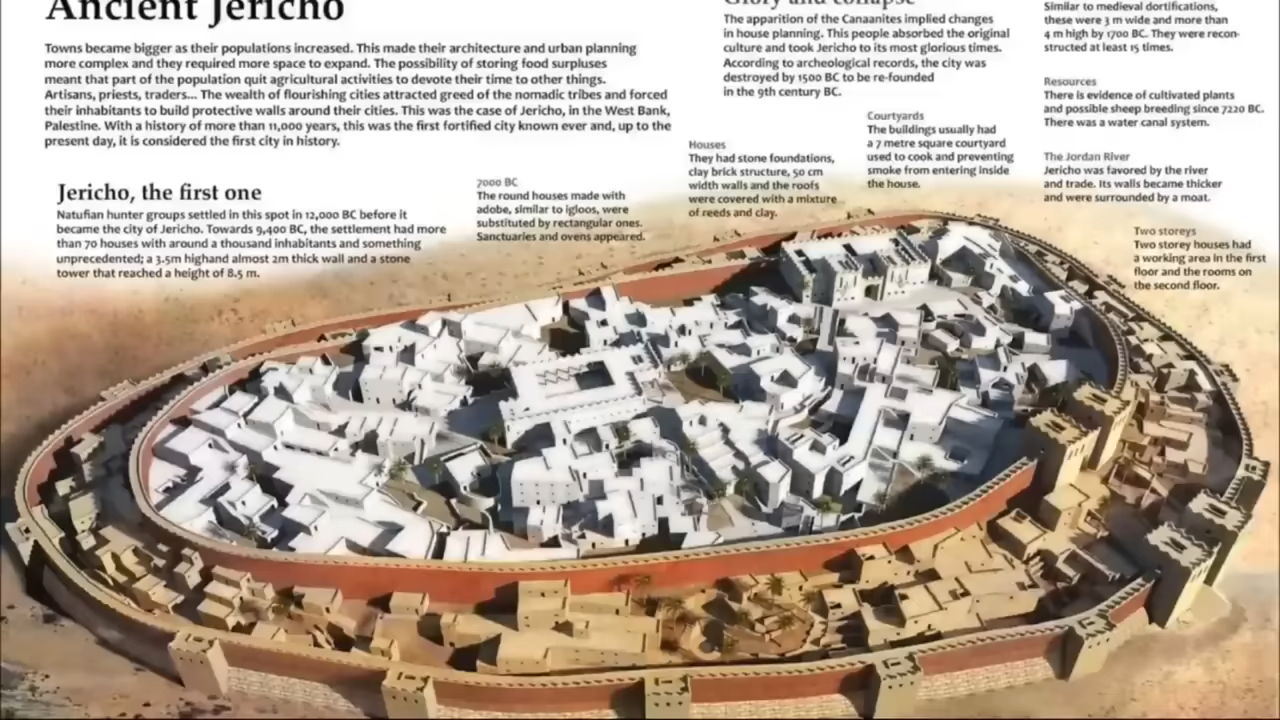 Ancient Jericho
Towns became bigger as their populations increased. This made their architecture and urban planning
more complex and they required more space to expand. The possibility of storing food surpluses
meant that part of the population quit agricultural activities to devote their time to other things.
Artisans, priests, traders... The wealth of flourishing cities attracted greed of the nomadic tribes and forced
their inhabitants to build protective walls around their cities. This was the case of Jericho, in the West Bank,
Palestine. With a history of more than 11,000 years, this was the first fortified city known ever and, up to the
present day, it is considered the first city in history.
Jericho, the first one
Natufian hunter groups settled in this spot in 12,000 BC before it
became the city of Jericho. Towards 9,400 BC, the settlement had more
than 70 houses with around a thousand inhabitants and something
unprecedented; a 3.5m highand almost 2m thick wall and a stone
tower that reached a height of 8.5 m.
7000 BC
The round houses made with
adobe, similar to igloos, were
substituted by rectangular ones.
Sanctuaries and ovens appeared.
Glory and collapse
The apparition of the Canaanites implied changes
in house planning. This people absorbed the original
culture and took Jericho to its most glorious times.
According to archeological records, the city was
destroyed by 1500 BC to be re-founded
in the 9th century BC.
Houses
They had stone foundations,
clay brick structure, 50 cm
width walls and the roofs
were covered with a mixture
of reeds and clay.
Courtyards
The buildings usually had
a 7 metre square courtyard
used to cook and preventing
smoke from entering inside
the house.
Similar to medieval dortifications,
these were 3 m wide and more than
4 m high by 1700 BC. They were recon-
structed at least 15 times.
Resources
There is evidence of cultivated plants
and possible sheep breeding since 7220 BC.
There was a water canal system.
The Jordan River
Jericho was favored by the river
and trade. Its walls became thicker
and were surrounded by a moat.
Two storeys
Two storey houses had
a working area in the first
floor and the rooms on
the second floor.